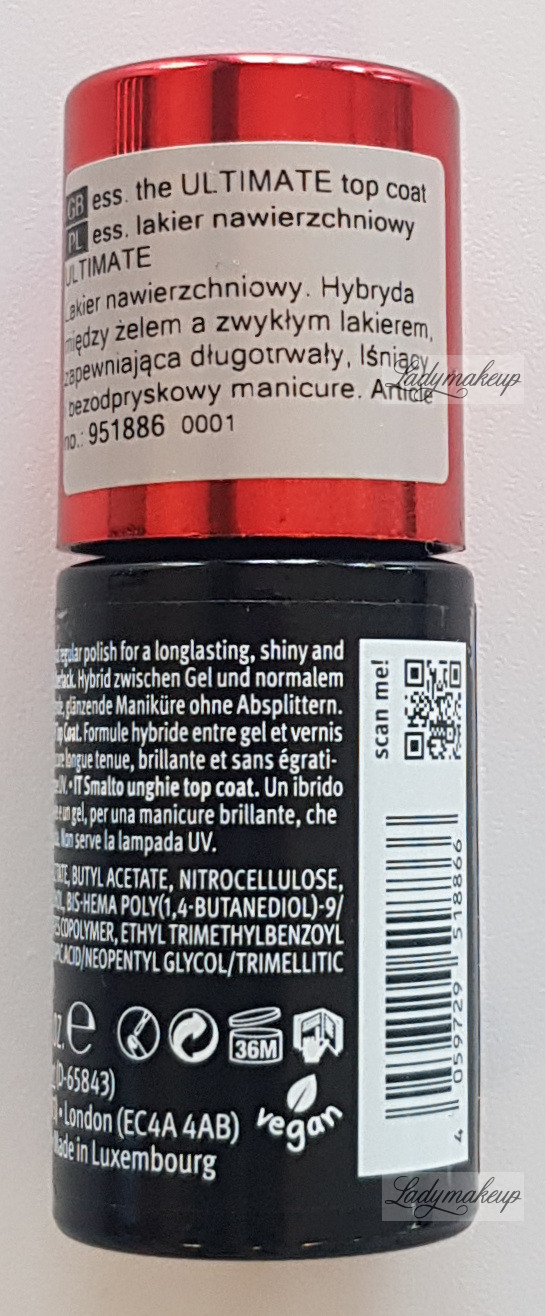 GB ess. the ULTIMATE top coat
PL ess. lakier nawierzchniowy
ULTIMATE
Lakier nawierzchniowy. Hybryda
między żelem a zwykłym lakierem,
zapewniająca długotrwały, lśniący
bezodpryskowy manicure. Article
no.: 951886 0001
Ladymakeup
regular polish for a longlasting, shiny and
Hybrid zwischen Gel und normalem
glänzende Maniküre ohne Absplittern.
Top Coat. Formule hybride entre gel et vernis
longue tenue, brillante et sans égrati-
UV. • IT Smalto unghie top coat. Un ibrido
e un gel, per una manicure brillante, che
Non serve la lampada UV.
BUTYL ACETATE, NITROCELLULOSE,
BIS-HEMA POLY(1,4-BUTANEDIOL)-9/
COPOLYMER, ETHYL TRIMETHYLBENZOYL
ACID/NEOPENTYL GLYCOL/TRIMELLITIC
OZ. e 36M
(D-65843)
• London (EC4A 4AB)
Made in Luxembourg
vegan
scan me!
4 059729 518866
Ladymakeup